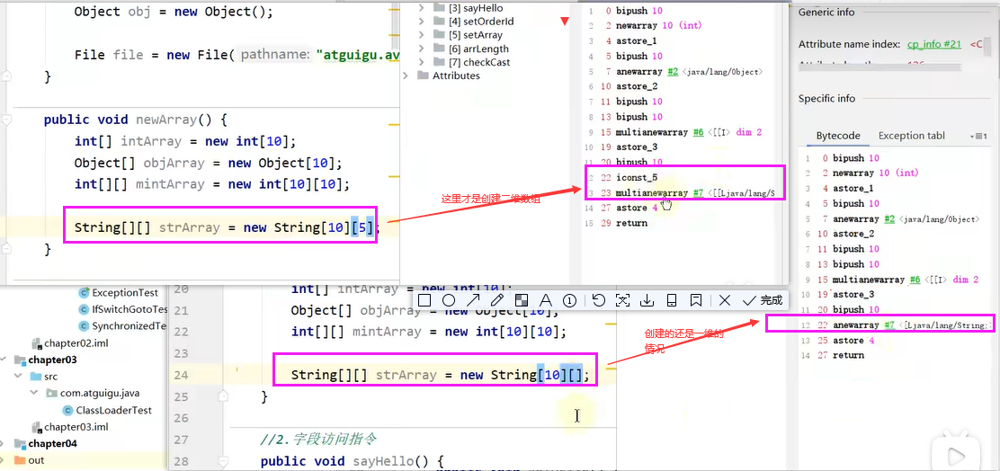 Object obj = new Object();
File file = new File( pathname: "atguigu.av
}
public void newArray() {
int[] intArray = new int[10];
Object[] objArray = new Object[10];
int[][] mintArray = new int[10][10];
String[][] strArray = new String[10][5];
}
[3] sayHello
[4] setOrderId
[5] setArray
[6] arrLength
[7] checkCast
Attributes
这里才是创建二维数组
1 0 bipush 10
2 2 newarray 10 (int)
3 4 astore_1
4 5 bipush 10
5 7 anewarray #2 <java/lang/Object>
6 10 astore_2
7 11 bipush 10
8 13 bipush 10
9 15 multianewarray #6 <[[I> dim 2
10 19 astore_3
20 bipush 10
22 iconst_5
23 multianewarray #7 <[[Ljava/lang/S
14 27 astore 4
15 29 return
Generic info
Attribute name index: cp_info #21 <C
Specific info
Bytecode Exception tabl
1 0 bipush 10
2 2 newarray 10 (int)
3 4 astore_1
4 5 bipush 10
5 7 anewarray #2 <java/lang/Object>
6 10 astore_2
7 11 bipush 10
8 13 bipush 10
9 15 multianewarray #6 <[[I> dim 2
10 19 astore_3
11 20 bipush 10
12 22 anewarray #7 <[Ljava/lang/String;
13 25 astore 4
14 27 return
完成
ExceptionTest
IfSwitchGotoTes
SynchronizedTe
chapter02.iml
chapter03
src
com.atguigu.java
ClassLoaderTest
chapter03.iml
chapter04
out
20 int[] intArray = new int[10];
21 Object[] objArray = new Object[10];
22 int[][] mintArray = new int[10][10];
23
24 String[][] strArray = new String[10][];
25 }
26
27 //2.字段访问指令
28 public void sayHello() {
创建的还是一维的
情况